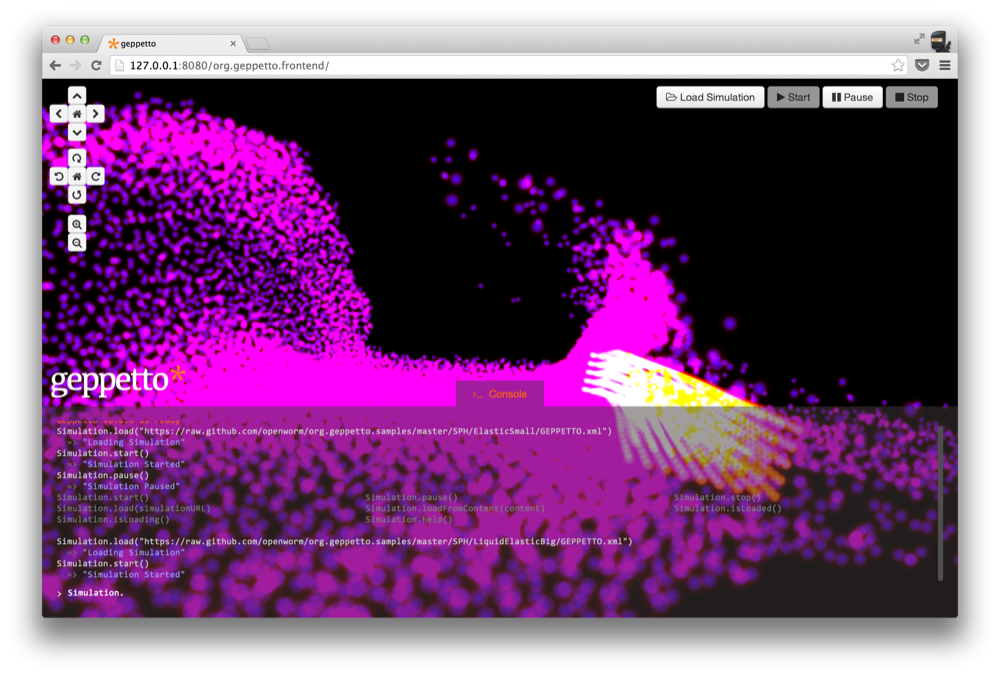 geppetto
127.0.0.1:8080/org.geppetto.frontend/
Load Simulation Start Pause Stop
geppetto*
>_ Console
Simulation.load("https://raw.github.com/openworm/org.geppetto.samples/master/SPH/ElasticSmall/GEPPETTO.xml")
=> "Loading Simulation"
Simulation.start()
=> "Simulation Started"
Simulation.pause()
=> "Simulation Paused"
Simulation.start() Simulation.pause() Simulation.stop()
Simulation.load(simulationURL) Simulation.loadFromContent(content) Simulation.isLoaded()
Simulation.isLoading() Simulation.help()
Simulation.load("https://raw.github.com/openworm/org.geppetto.samples/master/SPH/LiquidElasticBig/GEPPETTO.xml")
=> "Loading Simulation"
Simulation.start()
=> "Simulation Started"
> Simulation.